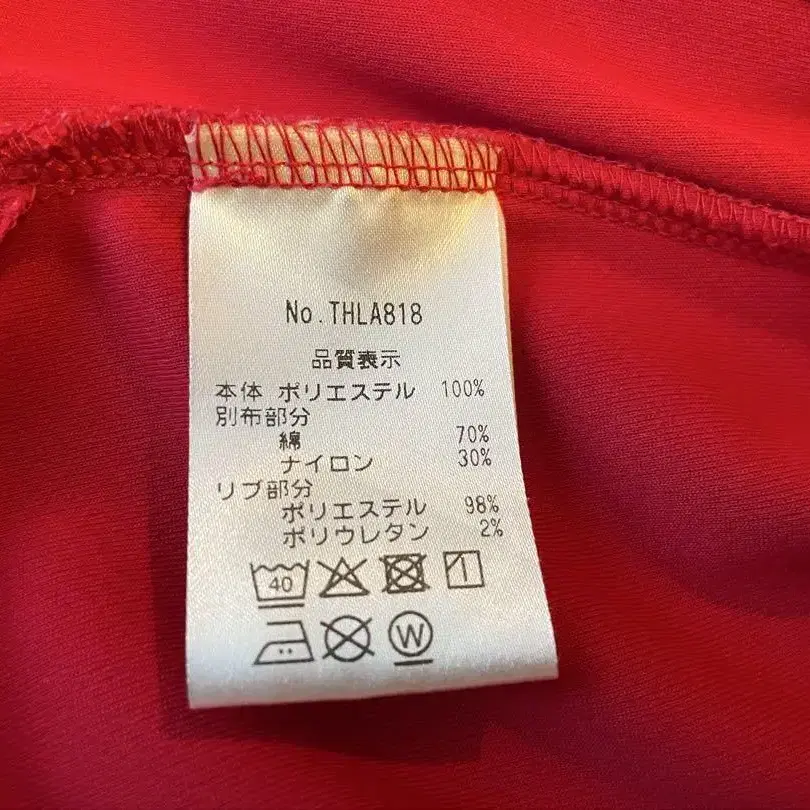 No.THLA818
品質表示
本体 ポリエステル 100%
別布部分
綿 70%
ナイロン 30%
リブ部分
ポリエステル 98%
ポリウレタン 2%
40
W